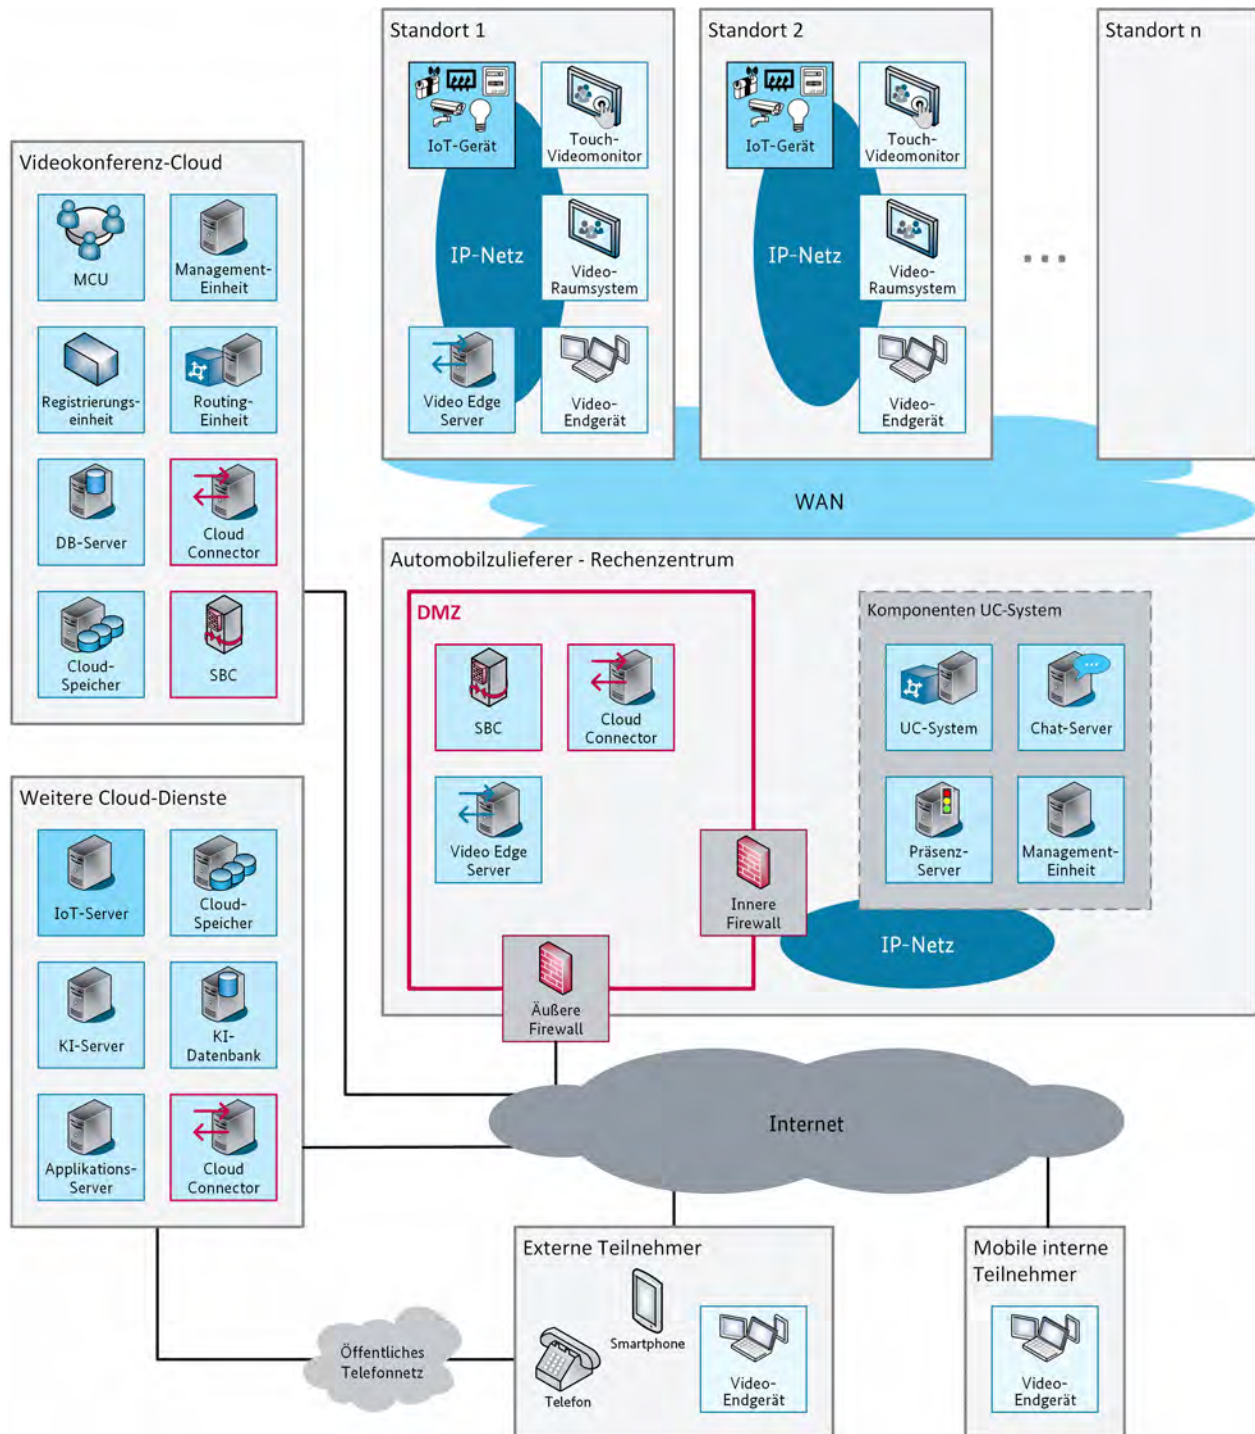 Standort 1
IoT-Gerät
Touch-
Videomonitor
IP-Netz
Video-
Raumsystem
Video Edge
Server
Video-
Endgerät
Standort 2
IoT-Gerät
Touch-
Videomonitor
IP-Netz
Video-
Raumsystem
Video-
Endgerät
...
Standort n
Videokonferenz-Cloud
MCU
Management-
Einheit
Registrierungs-
einheit
Routing-
Einheit
DB-Server
Cloud
Connector
Cloud-
Speicher
SBC
WAN
Automobilzulieferer - Rechenzentrum
DMZ
SBC
Cloud
Connector
Video Edge
Server
Innere
Firewall
Äußere
Firewall
Komponenten UC-System
UC-System
Chat-Server
Präsenz-
Server
Management-
Einheit
IP-Netz
Weitere Cloud-Dienste
IoT-Server
Cloud-
Speicher
KI-Server
KI-
Datenbank
Applikations-
Server
Cloud
Connector
Internet
Öffentliches
Telefonnetz
Externe Teilnehmer
Telefon
Smartphone
Video-
Endgerät
Mobile interne
Teilnehmer
Video-
Endgerät